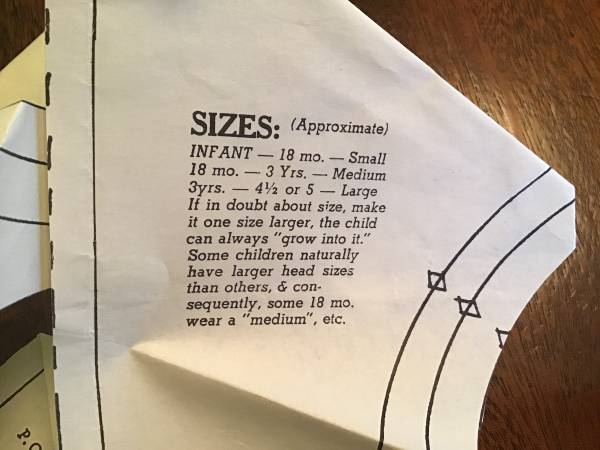 SIZES: (Approximate)
INFANT — 18 mo. — Small
18 mo. — 3 Yrs. — Medium
3yrs. — 4½ or 5 — Large
If in doubt about size, make
it one size larger, the child
can always "grow into it."
Some children naturally
have larger head sizes
than others, & con-
sequently, some 18 mo.
wear a "medium", etc.